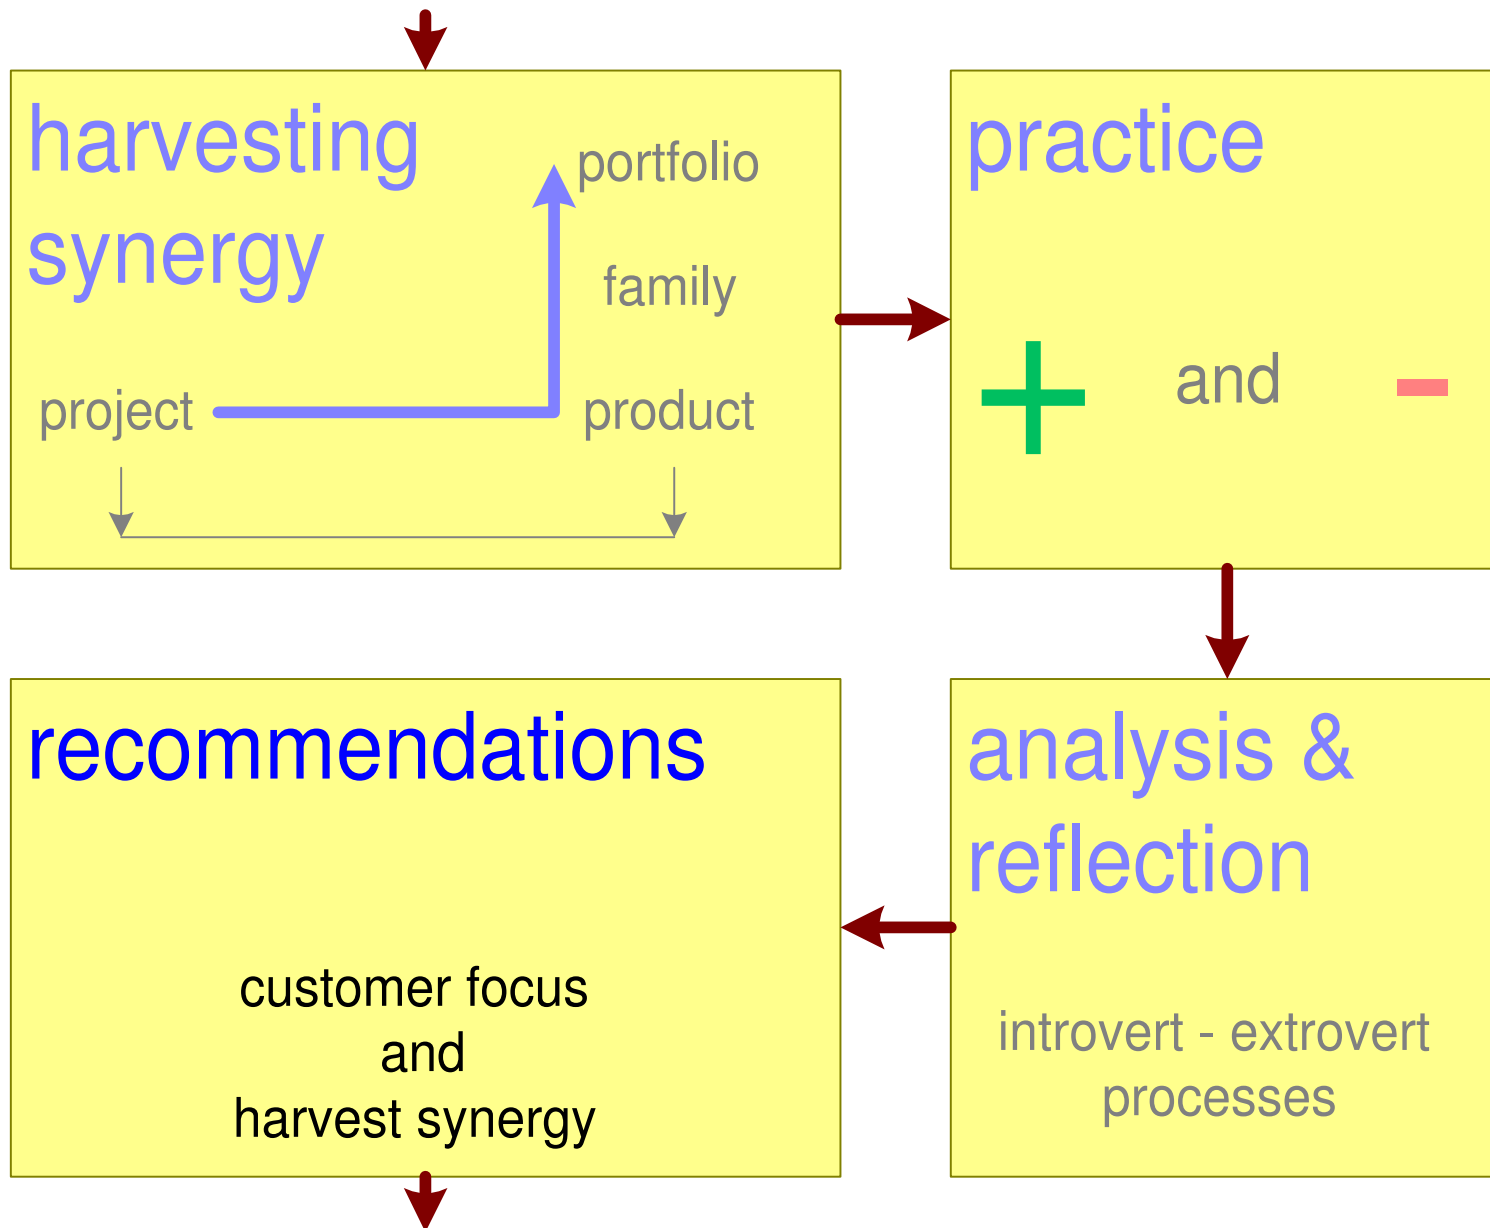 harvesting
synergy
portfolio
family
project
product
practice
+ and -
recommendations
customer focus
and
harvest synergy
analysis &
reflection
introvert - extrovert
processes